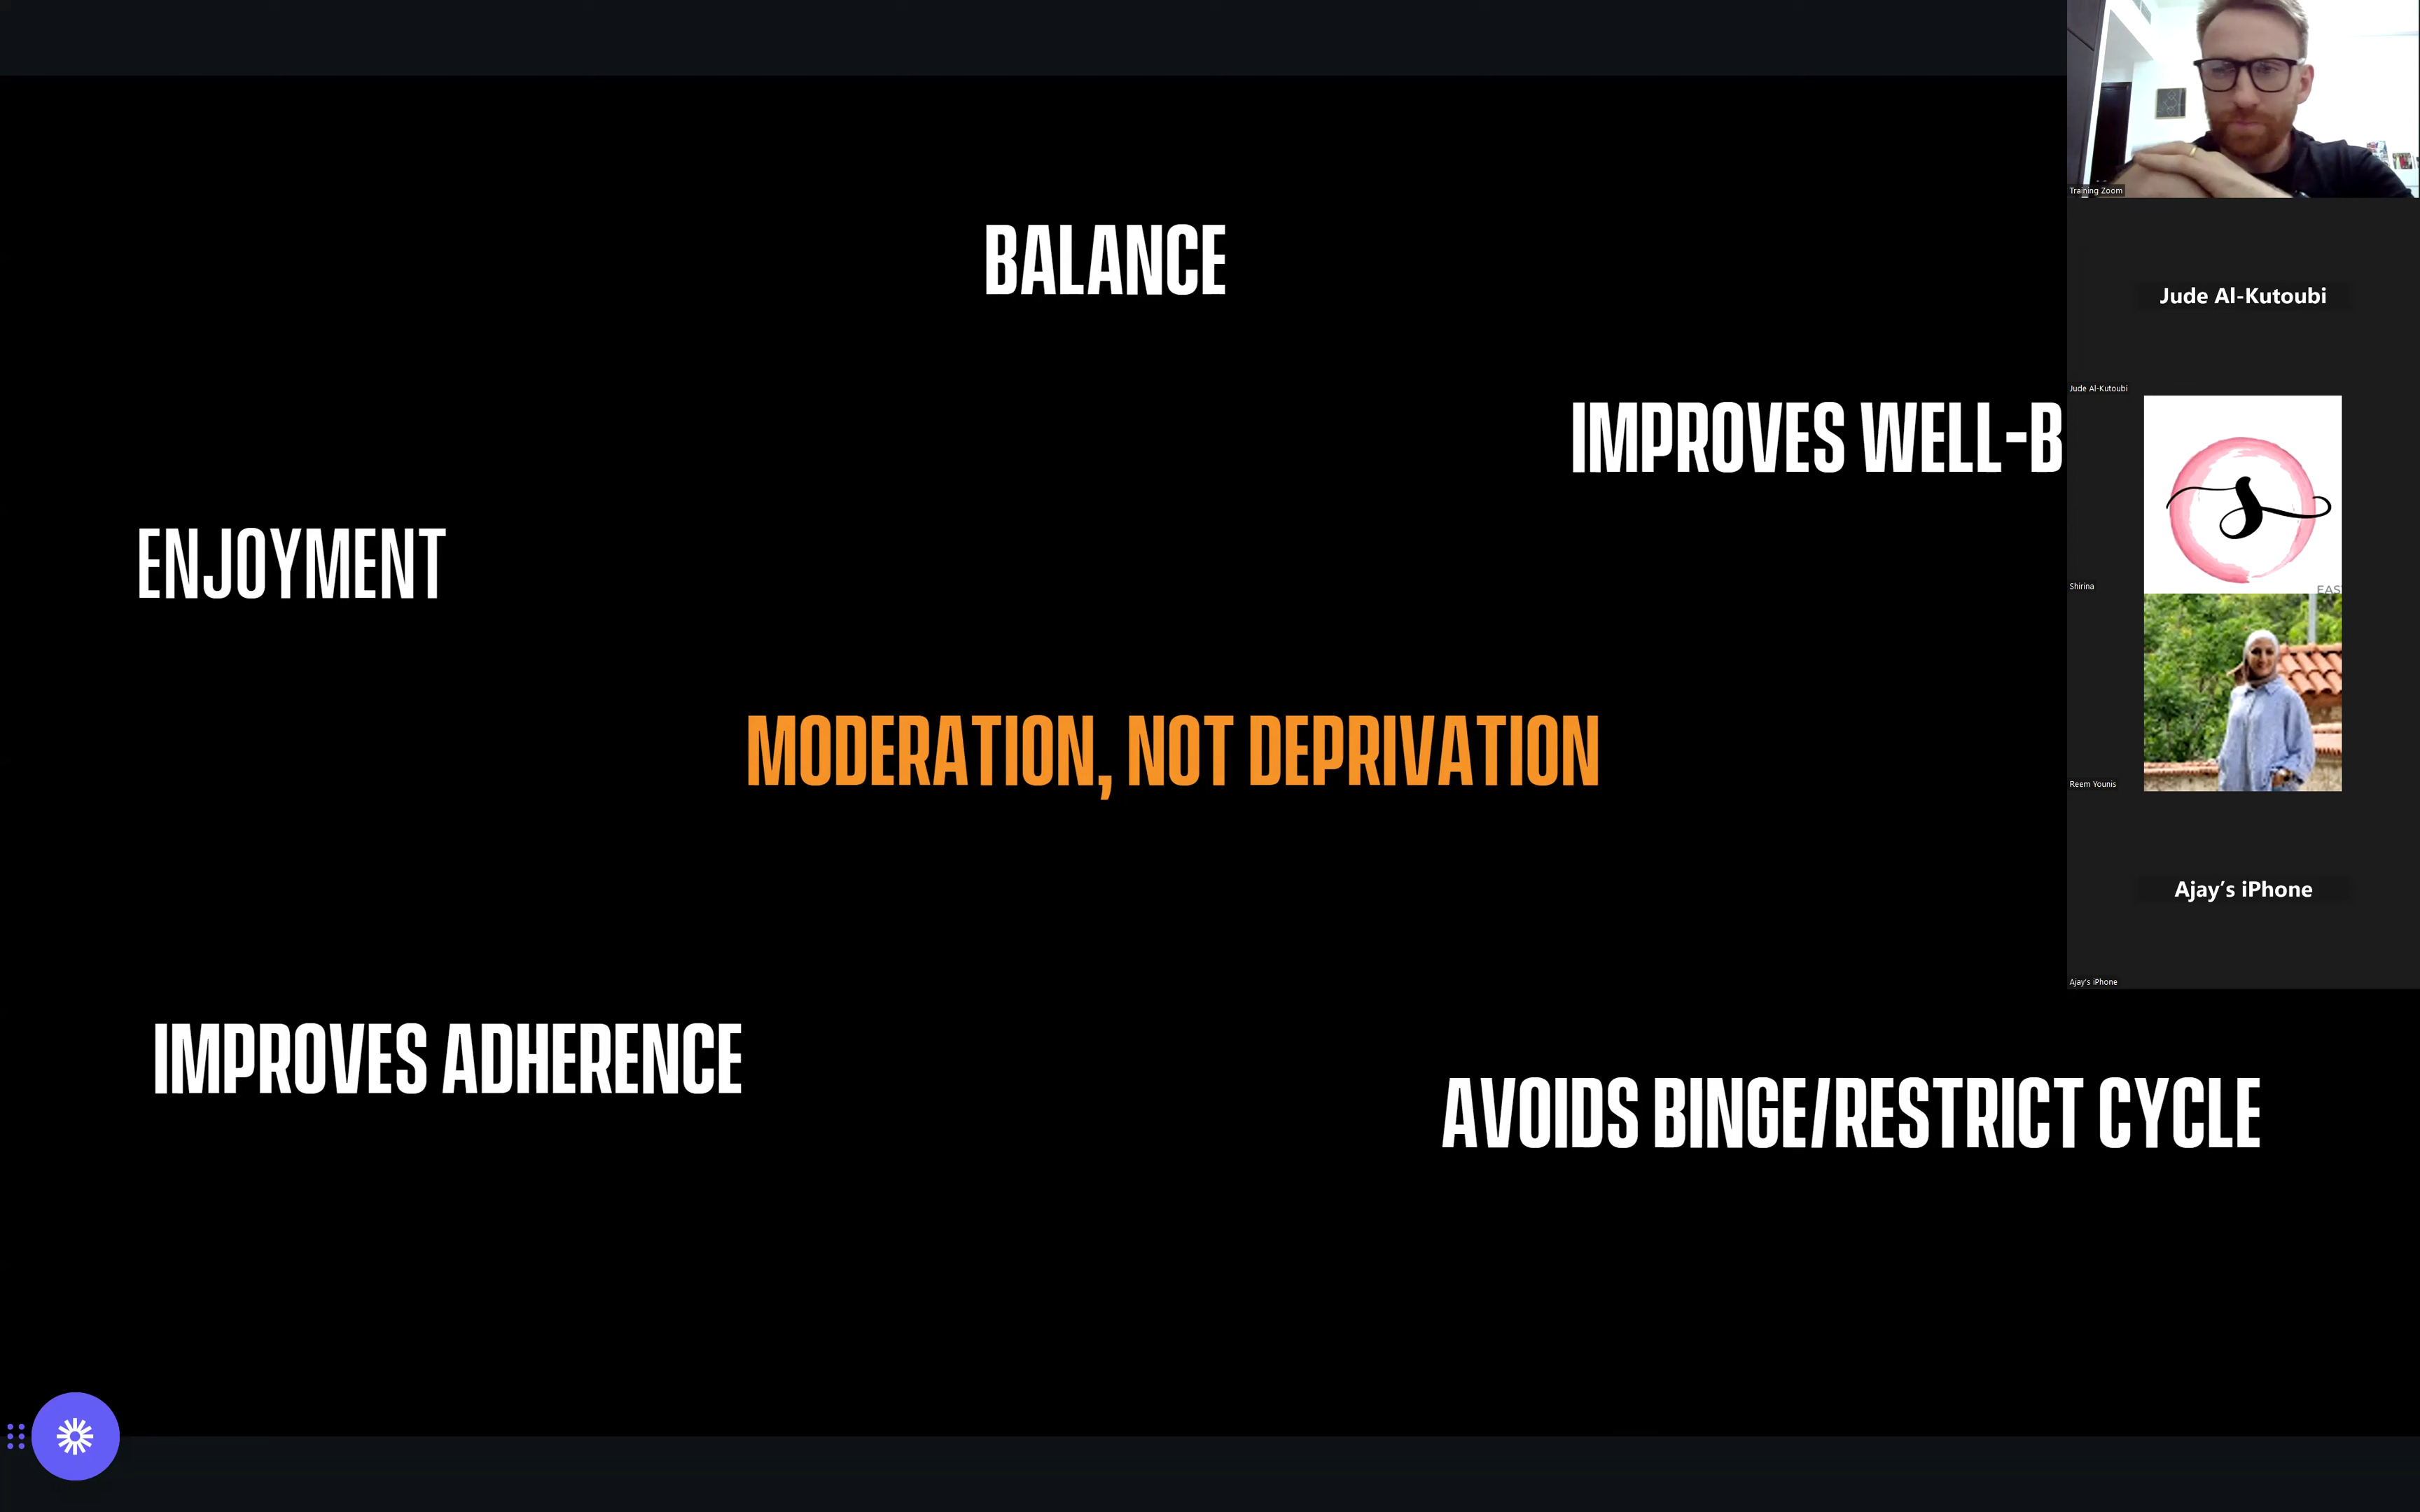 BALANCE
IMPROVES WELL-B
ENJOYMENT
MODERATION, NOT DEPRIVATION
IMPROVES ADHERENCE
AVOIDS BINGE/RESTRICT CYCLE
Training Zoom
Jude Al-Kutoubi
Jude Al-Kutoubi
s
EAS
Shirina
Reem Younis
Ajay’s iPhone
Ajay's iPhone